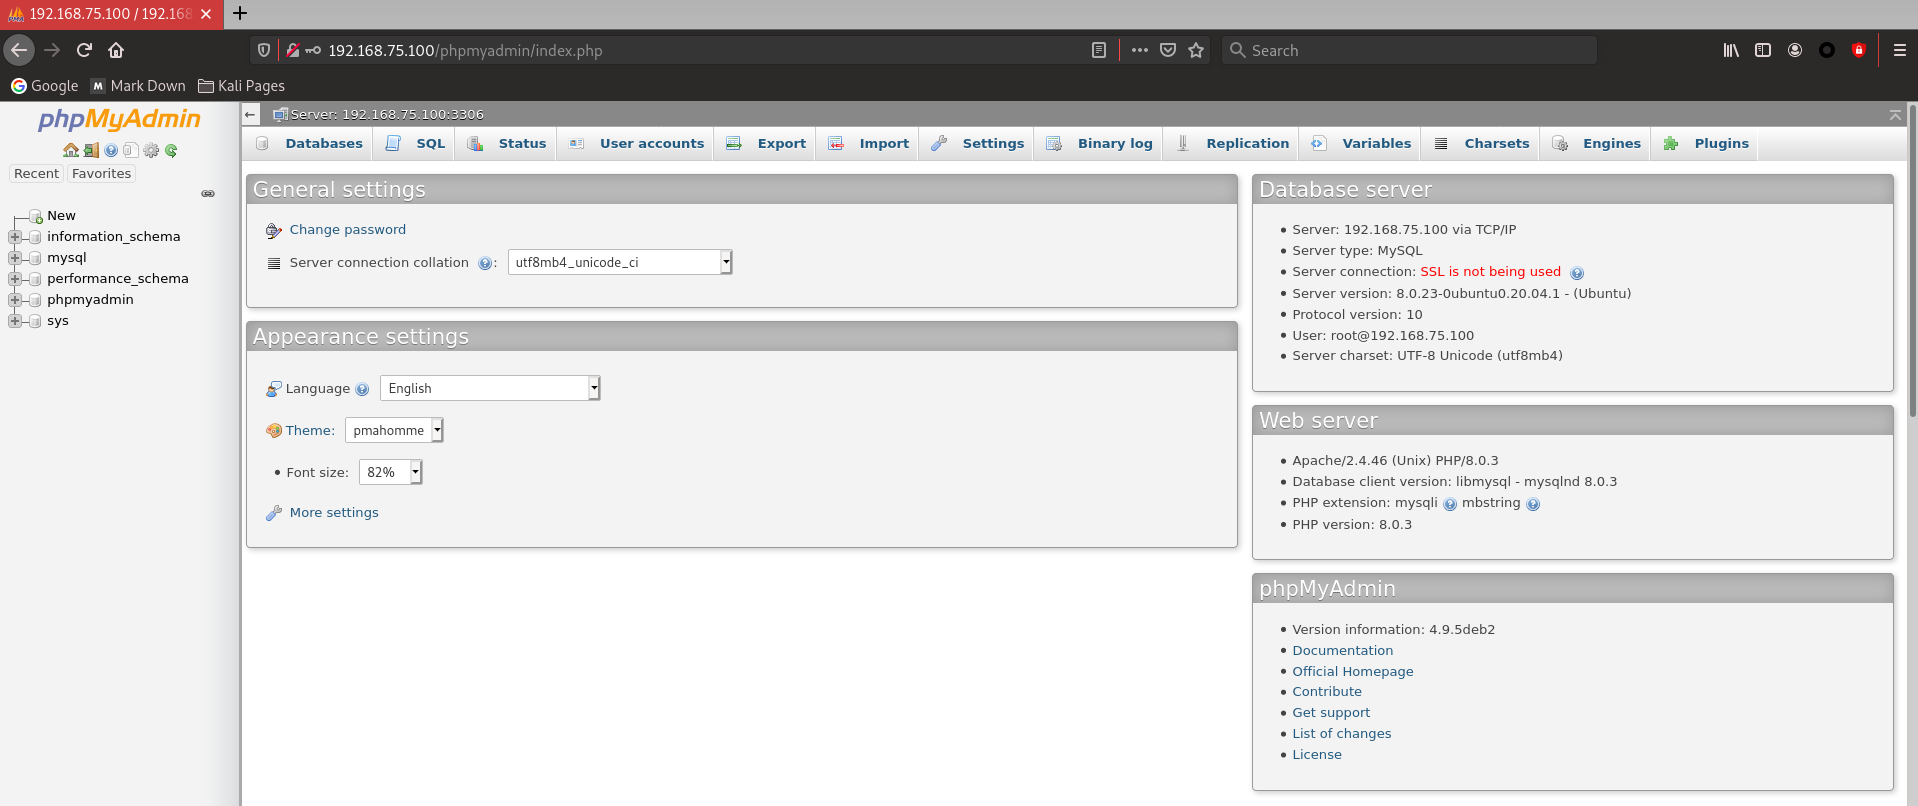 192.168.75.100 / 192.168
192.168.75.100/phpmyadmin/index.php
Search
Google
Mark Down
Kali Pages
phpMyAdmin
Recent
Favorites
New
information_schema
mysql
performance_schema
phpmyadmin
sys
Server: 192.168.75.100:3306
Databases
SQL
Status
User accounts
Export
Import
Settings
Binary log
Replication
Variables
Charsets
Engines
Plugins
General settings
Change password
Server connection collation :
utf8mb4_unicode_ci
Appearance settings
Language
English
Theme:
pmahomme
Font size:
82%
More settings
Database server
Server: 192.168.75.100 via TCP/IP
Server type: MySQL
Server connection: SSL is not being used
Server version: 8.0.23-0ubuntu0.20.04.1 - (Ubuntu)
Protocol version: 10
User: root@192.168.75.100
Server charset: UTF-8 Unicode (utf8mb4)
Web server
Apache/2.4.46 (Unix) PHP/8.0.3
Database client version: libmysql - mysqlnd 8.0.3
PHP extension: mysqli mbstring
PHP version: 8.0.3
phpMyAdmin
Version information: 4.9.5deb2
Documentation
Official Homepage
Contribute
Get support
List of changes
License